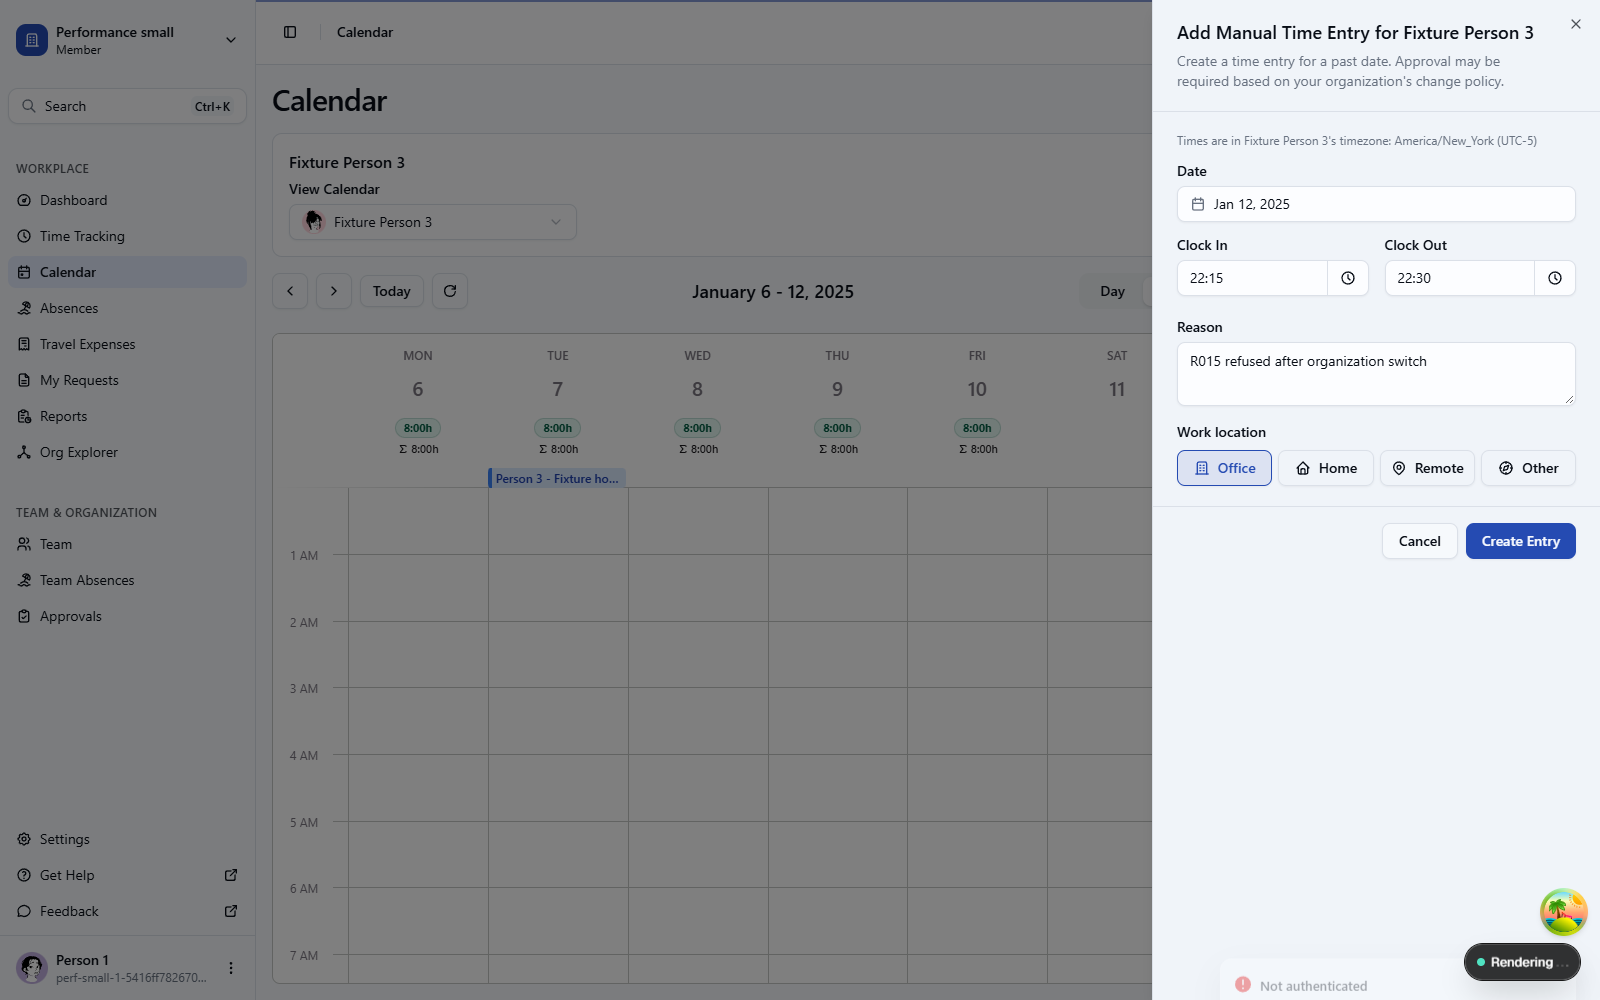 Performance small
Member
Search
Ctrl+K
WORKPLACE
Dashboard
Time Tracking
Calendar
Absences
Travel Expenses
My Requests
Reports
Org Explorer
TEAM & ORGANIZATION
Team
Team Absences
Approvals
Settings
Get Help
Feedback
Person 1
perf-small-1-5416ff782670...
Calendar
Calendar
Fixture Person 3
View Calendar
Fixture Person 3
Today
January 6 - 12, 2025
Day
MON
TUE
WED
THU
FRI
SAT
6
7
8
9
10
11
8:00h
8:00h
8:00h
8:00h
8:00h
Σ 8:00h
Σ 8:00h
Σ 8:00h
Σ 8:00h
Σ 8:00h
Person 3 - Fixture ho...
1 AM
2 AM
3 AM
4 AM
5 AM
6 AM
7 AM
Add Manual Time Entry for Fixture Person 3
Create a time entry for a past date. Approval may be
required based on your organization's change policy.
Times are in Fixture Person 3's timezone: America/New_York (UTC-5)
Date
Jan 12, 2025
Clock In
Clock Out
22:15
22:30
Reason
R015 refused after organization switch
Work location
Office
Home
Remote
Other
Cancel
Create Entry
Rendering ...
Not authenticated